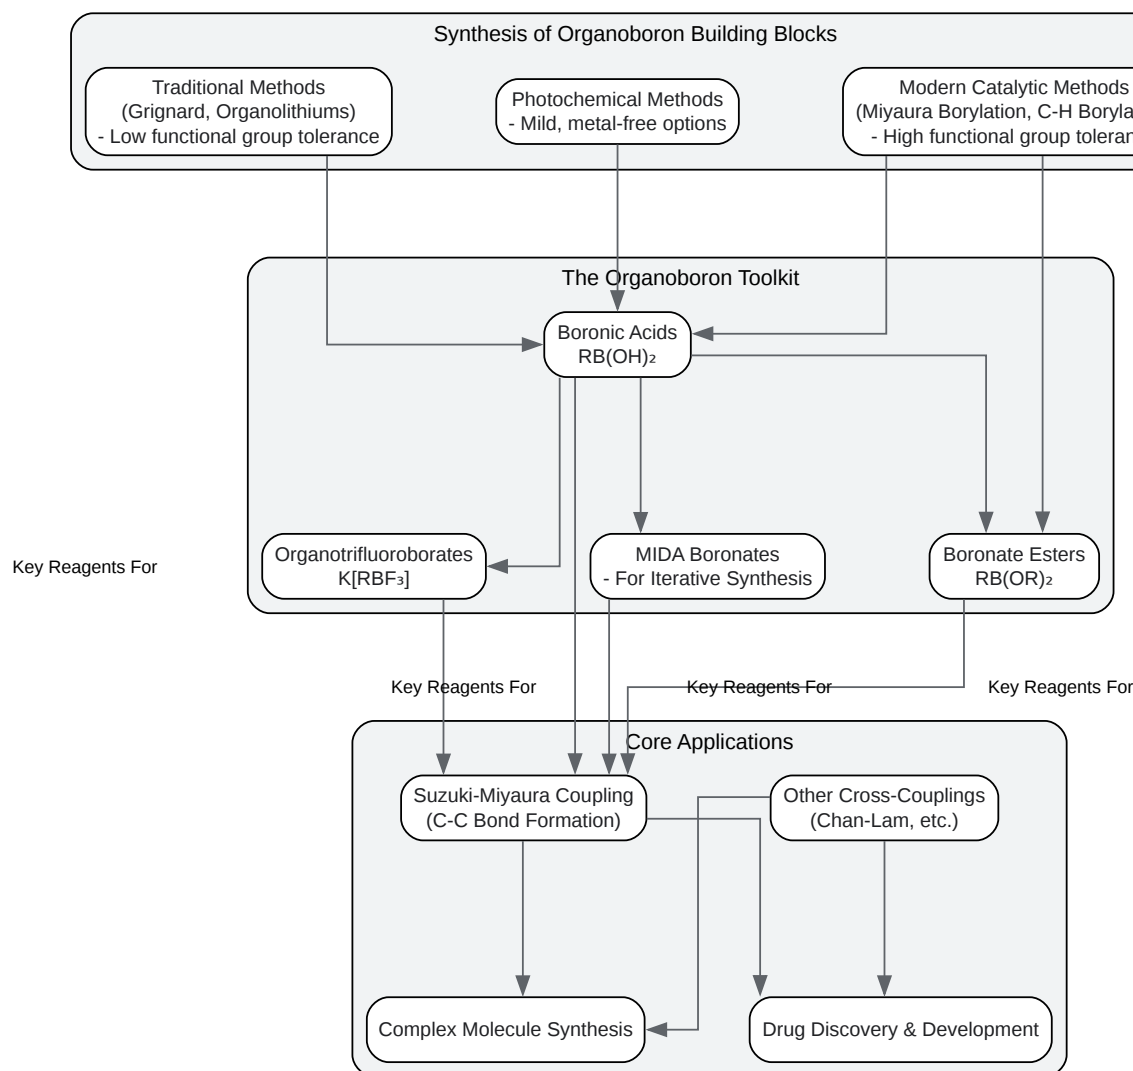 Synthesis of Organoboron Building Blocks
Traditional Methods
(Grignard, Organolithiums)
- Low functional group tolerance
Photochemical Methods
- Mild, metal-free options
Modern Catalytic Methods
(Miyaura Borylation, C-H
- High functional group
The Organoboron Toolkit
Boronic Acids
RB(OH)₂
Organotrifluoroborates
K[RBF₃]
MIDA Boronates
- For Iterative Synthesis
Boronate Esters
RB(OR)₂
Key Reagents For
Key Reagents For
Key Reagents For
Key Reagents For
Core Applications
Suzuki-Miyaura Coupling
(C-C Bond Formation)
Other Cross-Couplings
(Chan-Lam, etc.)
Complex Molecule Synthesis
Drug Discovery & Development